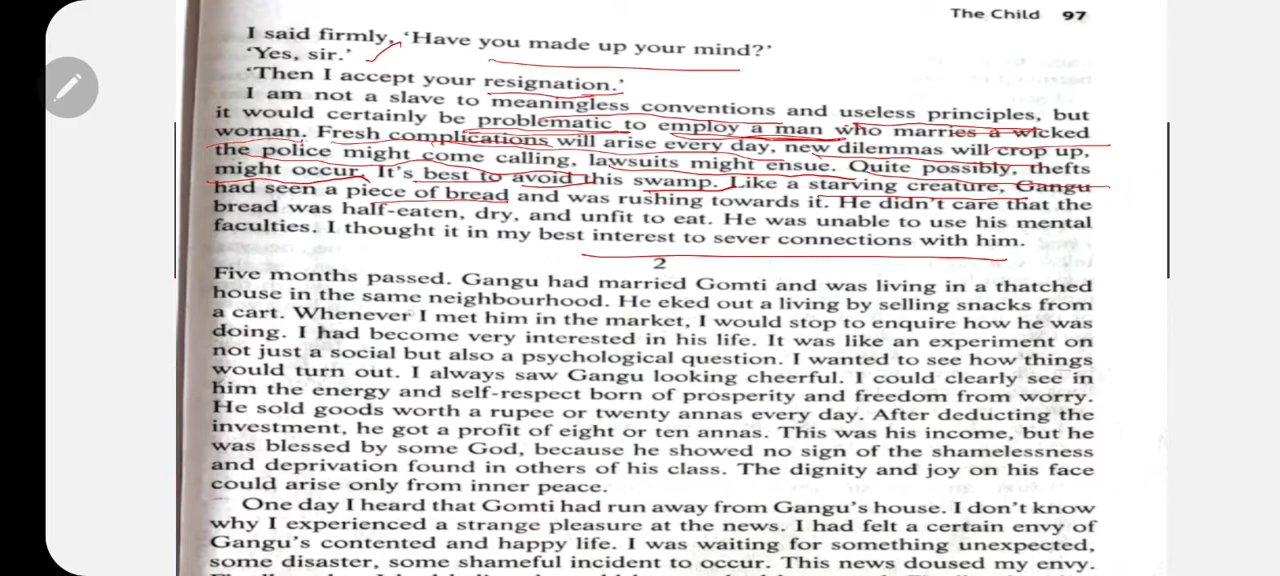 The Child 97
I said firmly, 'Have you made up your mind?'
'Yes, sir.'
'Then I accept your resignation.'
I am not a slave to meaningless conventions and useless principles, but
it would certainly be problematic to employ a man who marries a wicked
woman. Fresh complications will arise every day, new dilemmas will crop up,
the police might come calling, lawsuits might ensue. Quite possibly, thefts
might occur. It's best to avoid this swamp. Like a starving creature, Gangu
had seen a piece of bread and was rushing towards it. He didn't care that the
bread was half-eaten, dry, and unfit to eat. He was unable to use his mental
faculties. I thought it in my best interest to sever connections with him.
2
Five months passed. Gangu had married Gomti and was living in a thatched
house in the same neighbourhood. He eked out a living by selling snacks from
a cart. Whenever I met him in the market, I would stop to enquire how he was
doing. I had become very interested in his life. It was like an experiment on
not just a social but also a psychological question. I wanted to see how things
would turn out. I always saw Gangu looking cheerful. I could clearly see in
him the energy and self-respect born of prosperity and freedom from worry.
He sold goods worth a rupee or twenty annas every day. After deducting the
investment, he got a profit of eight or ten annas. This was his income, but he
was blessed by some God, because he showed no sign of the shamelessness
and deprivation found in others of his class. The dignity and joy on his face
could arise only from inner peace.
One day I heard that Gomti had run away from Gangu's house. I don't know
why I experienced a strange pleasure at the news. I had felt a certain envy of
Gangu's contented and happy life. I was waiting for something unexpected,
some disaster, some shameful incident to occur. This news doused my envy.